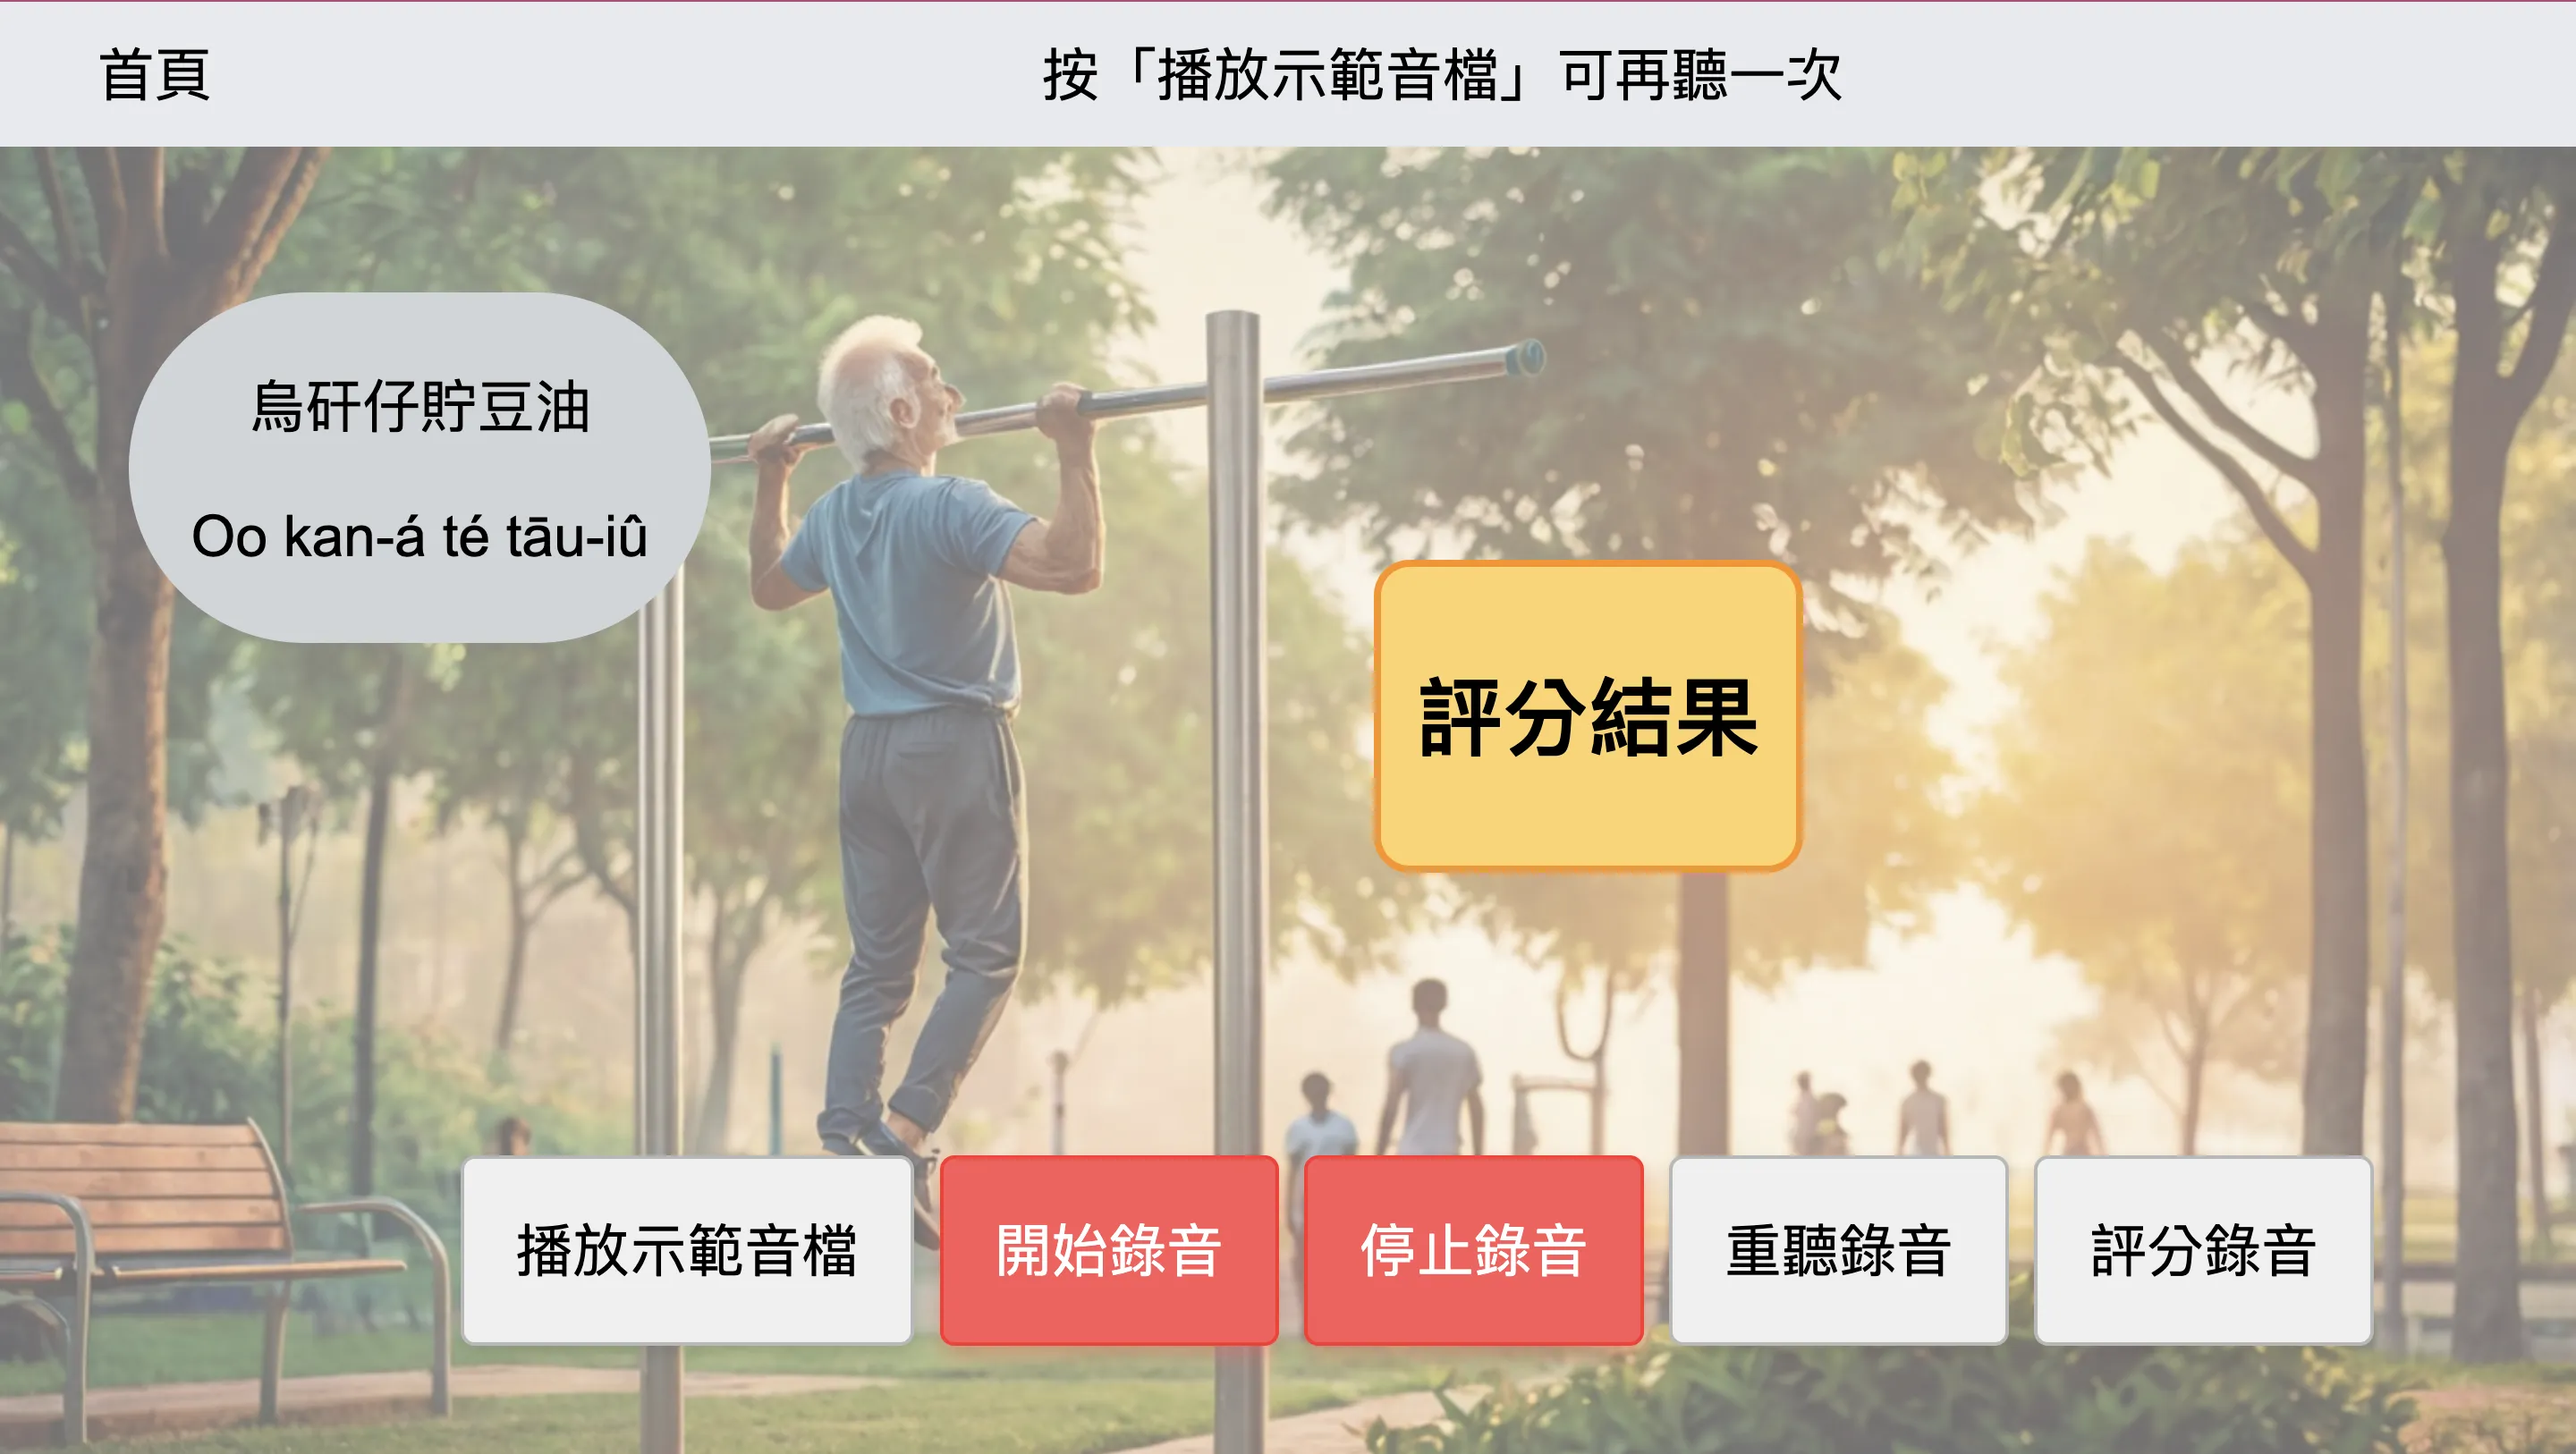 首頁
按「播放示範音檔」可再聽一次
烏矸仔貯豆油
Oo kan-á té tāu-iû
評分結果
播放示範音檔
開始錄音
停止錄音
重聽錄音
評分錄音